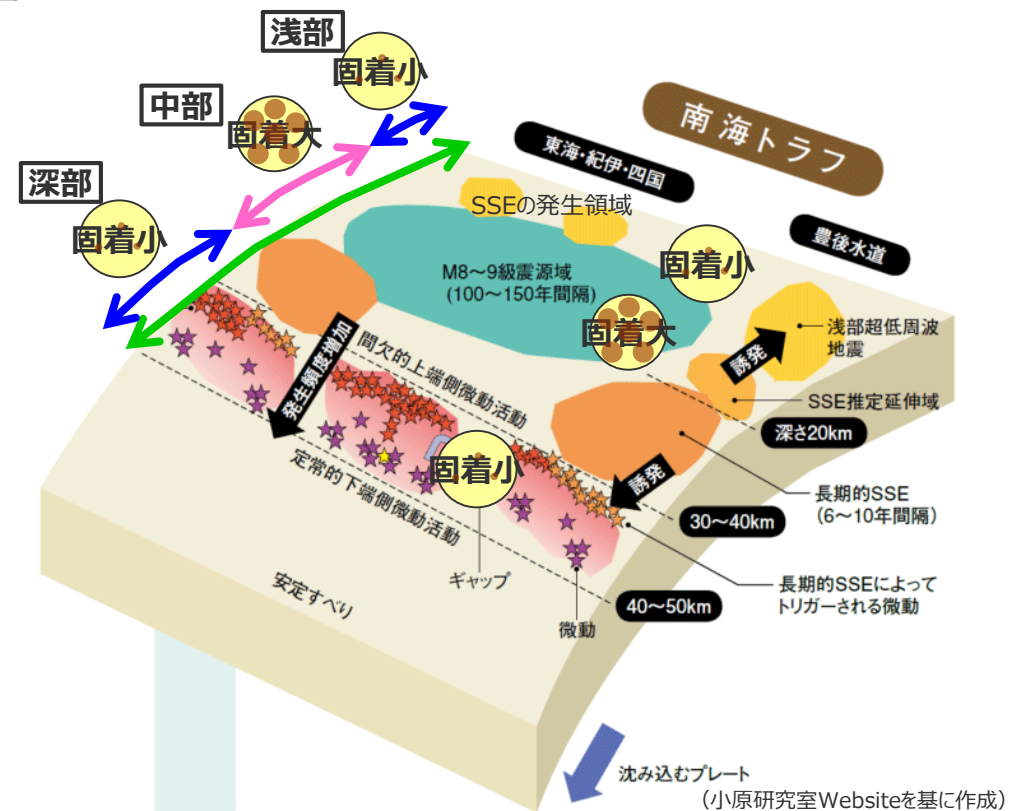 浅部
固着小
中部
固着大
深部
固着小
南海トラフ
東海・紀伊・四国
豊後水道
SSEの発生領域
固着小
M8～9級震源域
(100～150年間隔)
固着大
浅部超低周波
地震
誘発
SSE推定延伸域
深さ20km
発生頻度増加
間欠的上端側微動活動
固着小
誘発
長期的SSE
(6～10年間隔)
30～40km
定常的下端側微動活動
ギャップ
長期的SSEによって
トリガーされる微動
安定すべり
40～50km
微動
沈み込むプレート
（小原研究室Websiteを基に作成）